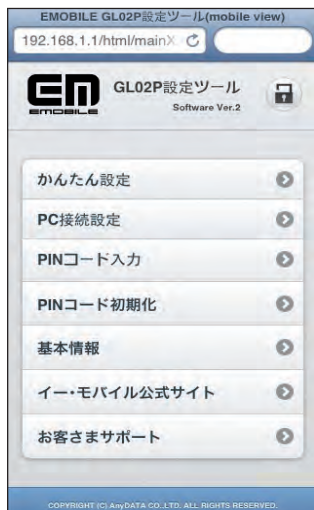 EMOBILE GL02P設定ツール(mobile view)
192.168.1.1/html/mainX
EM
EMOBILE
GL02P設定ツール
Software Ver.2
かんたん設定
PC接続設定
PINコード入力
PINコード初期化
基本情報
イー・モバイル公式サイト
お客さまサポート
COPYRIGHT (C) AnyDATA CO.,LTD. ALL RIGHTS RESERVED.